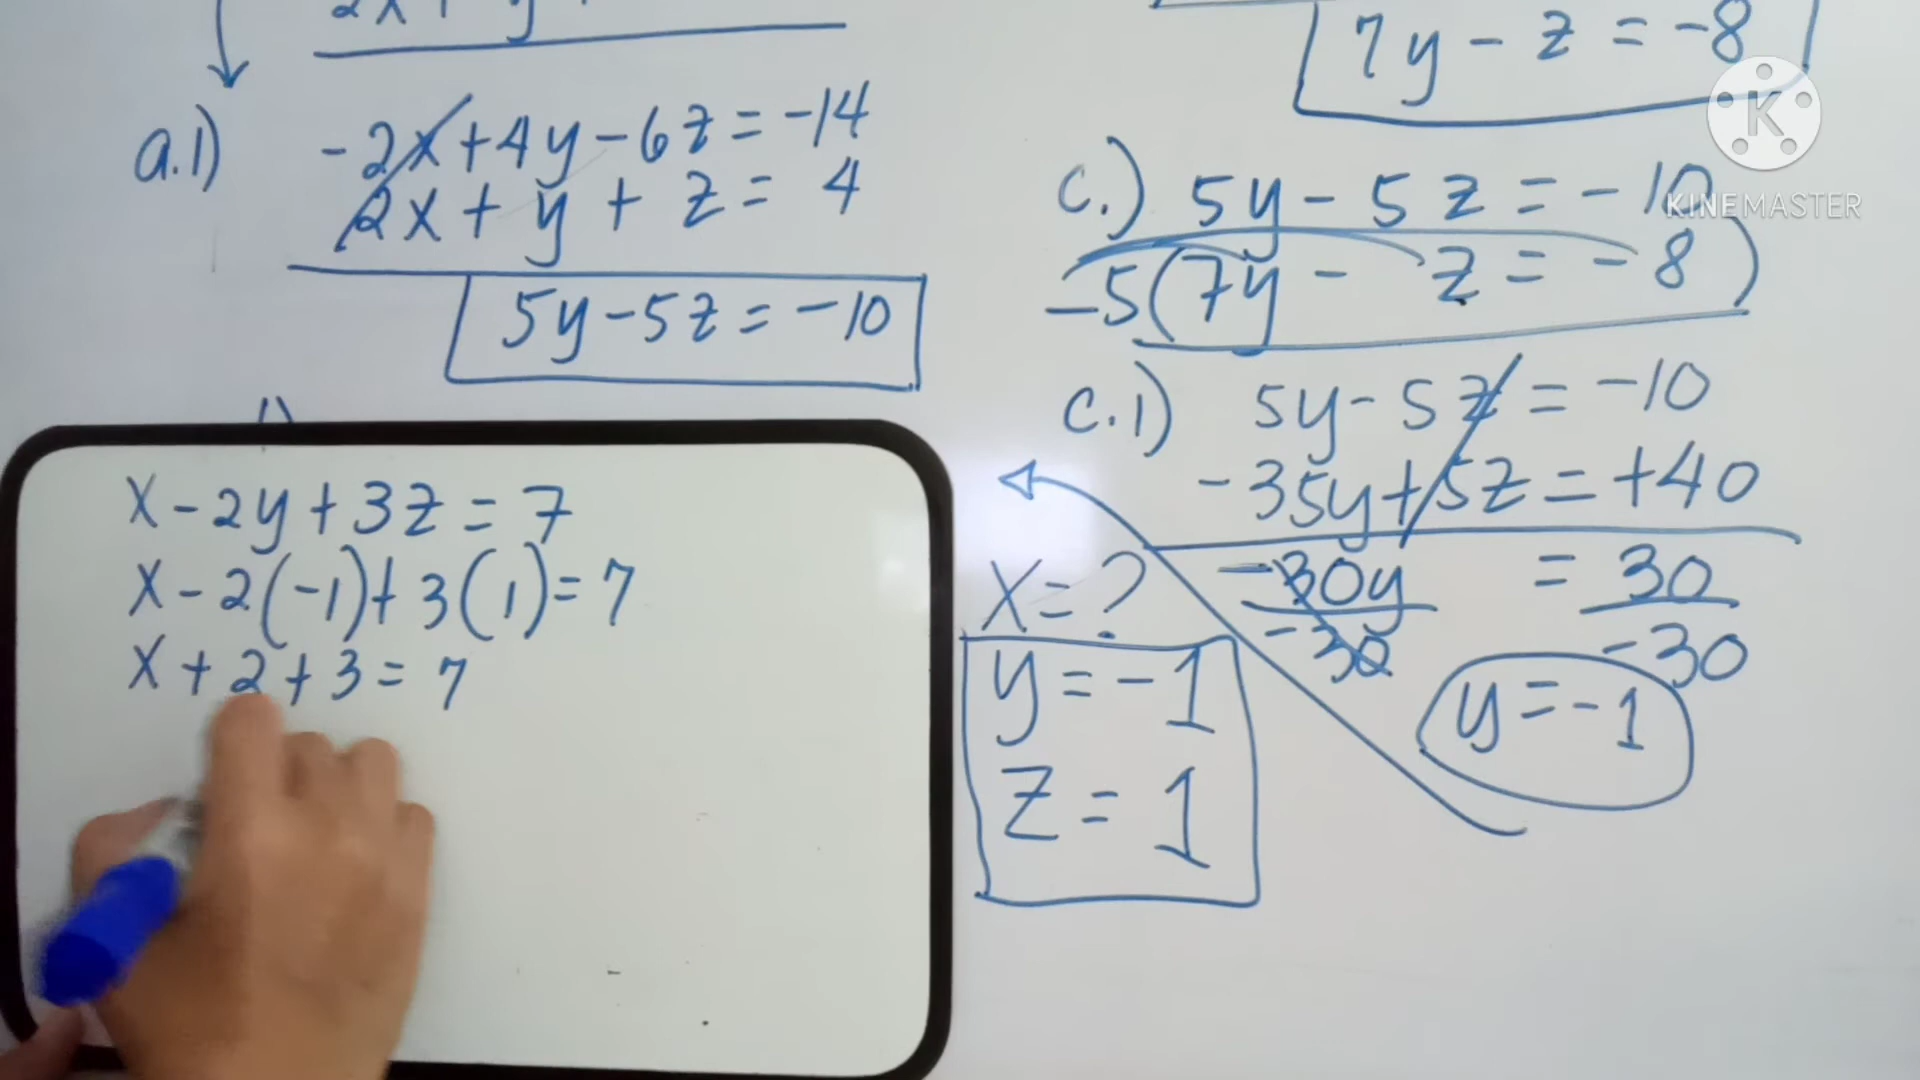 2x + y
a.1) -2x+4y-6z=-14
2x + y + z = 4
5y-5z=-10
x-2y+3z=7
x-2(-1)+3(1)=7
x+2+3=7
7y-z=-8
K
KINEMASTER
c.) 5y-5z=-10
-5(7y-z=-8)
c.1) 5y-5z=-10
-35y+5z=+40
-30y = 30
-30 -30
y=-1
x=?
y=-1
z=1